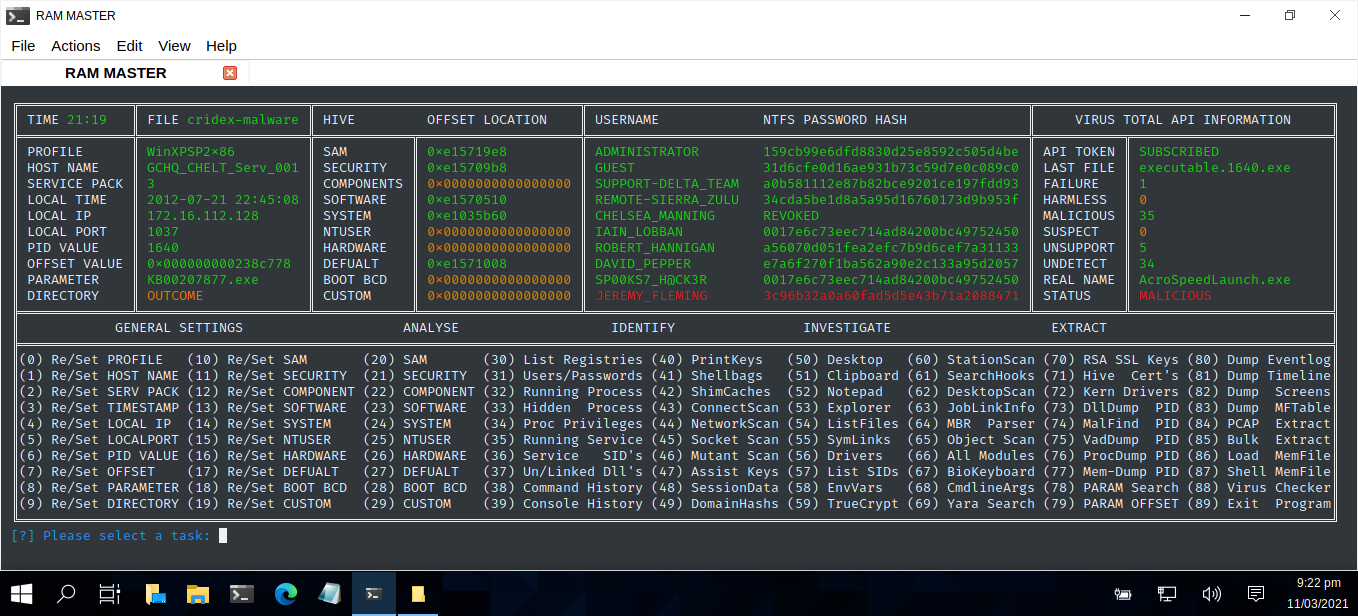 RAM MASTER
File Actions Edit View Help
RAM MASTER
TIME 21:19 FILE cridex-malware HIVE OFFSET LOCATION USERNAME NTFS PASSWORD HASH VIRUS TOTAL API INFORMATION
PROFILE WinXPSP2×86 SAM 0×e15719e8 ADMINISTRATOR 159cb99e6dfd8830d25e8592c505d4be API TOKEN SUBSCRIBED
HOST NAME GCHQ_CHELT_Serv_001 SECURITY 0×e15709b8 GUEST 31d6cfe0d16ae931b73c59d7e0c089c0 LAST FILE executable.1640.exe
SERVICE PACK 3 COMPONENTS 0×0000000000000000 SUPPORT-DELTA_TEAM a0b581112e87b82bce9201ce197fdd93 FAILURE 1
LOCAL TIME 2012-07-21 22:45:08 SOFTWARE 0×e1570510 REMOTE-SIERRA_ZULU 34cda5be1d8a5a95d16760173d9b953f HARMLESS 0
LOCAL IP 172.16.112.128 SYSTEM 0×e1035b60 CHELSEA_MANNING REVOKED MALICIOUS 35
LOCAL PORT 1037 NTUSER 0×0000000000000000 IAIN_LOBBAN 0017e6c73eec714ad84200bc49752450 SUSPECT 0
PID VALUE 1640 HARDWARE 0×0000000000000000 ROBERT_HANNIGAN a56070d051fea2efc7b9d6cef7a31133 UNSUPPORT 5
OFFSET VALUE 0×000000000238c778 DEFUALT 0×e1571008 DAVID_PEPPER e7a6f270f1ba562a90e2c133a95d2057 UNDETECT 34
PARAMETER KB00207877.exe BOOT BCD 0×0000000000000000 SP00KS7_H@CK3R 0017e6c73eec714ad84200bc49752450 REAL NAME AcroSpeedLaunch.exe
DIRECTORY OUTCOME CUSTOM 0×0000000000000000 JEREMY_FLEMING 3c96b32a0a60fad5d5e43b71a2088471 STATUS MALICIOUS
GENERAL SETTINGS ANALYSE IDENTIFY INVESTIGATE EXTRACT
(0) Re/Set PROFILE (10) Re/Set SAM (20) SAM (30) List Registries (40) PrintKeys (50) Desktop (60) StationScan (70) RSA SSL Keys (80) Dump Eventlog
(1) Re/Set HOST NAME (11) Re/Set SECURITY (21) SECURITY (31) Users/Passwords (41) Shellbags (51) Clipboard (61) SearchHooks (71) Hive Cert's (81) Dump Timeline
(2) Re/Set SERV PACK (12) Re/Set COMPONENT (22) COMPONENT (32) Running Process (42) ShimCaches (52) Notepad (62) DesktopScan (72) Kern Drivers (82) Dump Screens
(3) Re/Set TIMESTAMP (13) Re/Set SOFTWARE (23) SOFTWARE (33) Hidden Process (43) ConnectScan (53) Explorer (63) JobLinkInfo (73) DllDump PID (83) Dump MFTable
(4) Re/Set LOCAL IP (14) Re/Set SYSTEM (24) SYSTEM (34) Proc Privileges (44) NetworkScan (54) ListFiles (64) MBR Parser (74) MalFind PID (84) PCAP Extract
(5) Re/Set LOCALPORT (15) Re/Set NTUSER (25) NTUSER (35) Running Service (45) Socket Scan (55) SymLinks (65) Object Scan (75) VadDump PID (85) Bulk Extract
(6) Re/Set PID VALUE (16) Re/Set HARDWARE (26) HARDWARE (36) Service SID's (46) Mutant Scan (56) Drivers (66) All Modules (76) ProcDump PID (86) Load MemFile
(7) Re/Set OFFSET (17) Re/Set DEFUALT (27) DEFUALT (37) Un/Linked Dll's (47) Assist Keys (57) List SIDs (67) BioKeyboard (77) Mem-Dump PID (87) Shell MemFile
(8) Re/Set PARAMETER (18) Re/Set BOOT BCD (28) BOOT BCD (38) Command History (48) SessionData (58) EnvVars (68) CmdlineArgs (78) PARAM Search (88) Virus Checker
(9) Re/Set DIRECTORY (19) Re/Set CUSTOM (29) CUSTOM (39) Console History (49) DomainHashs (59) TrueCrypt (69) Yara Search (79) PARAM OFFSET (89) Exit Program
[?] Please select a task:
9:22 pm
11/03/2021